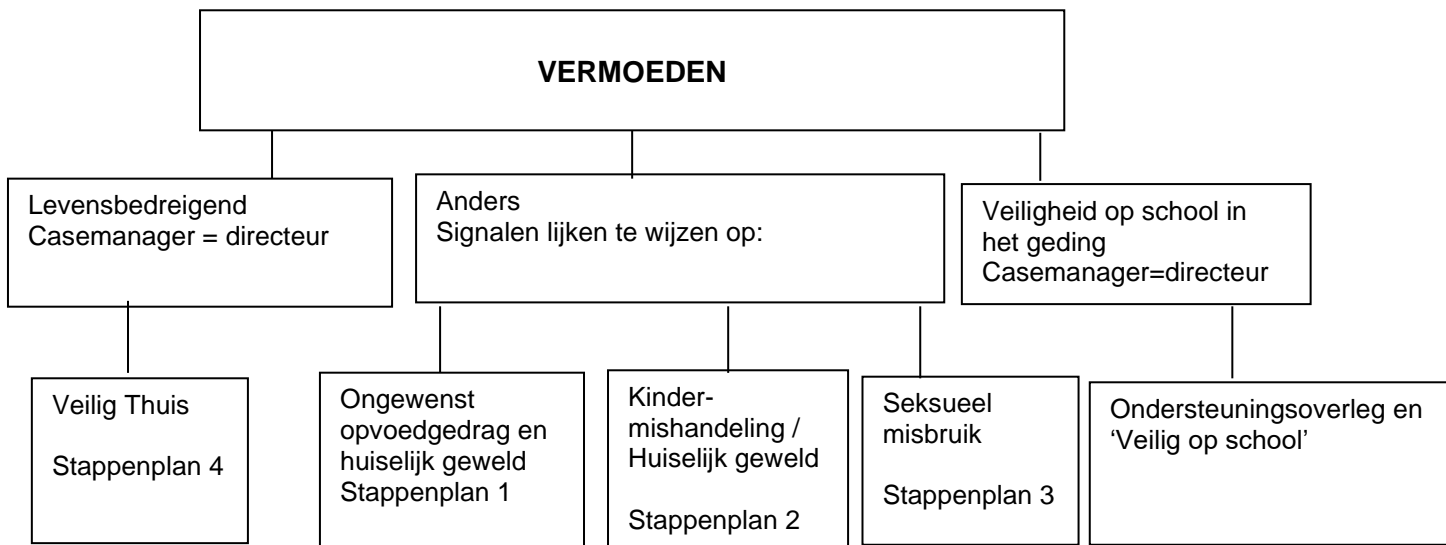 VERMOEDEN
Levensbedreigend
Casemanager = directeur
Anders
Signalen lijken te wijzen op:
Veiligheid op school in
het geding
Casemanager=directeur
Veilig Thuis
Stappenplan 4
Ongewenst
opvoedgedrag en
huiselijk geweld
Stappenplan 1
Kinder-
mishandeling /
Huiselijk geweld
Stappenplan 2
Seksueel
misbruik
Stappenplan 3
Ondersteuningsoverleg en
‘Veilig op school’